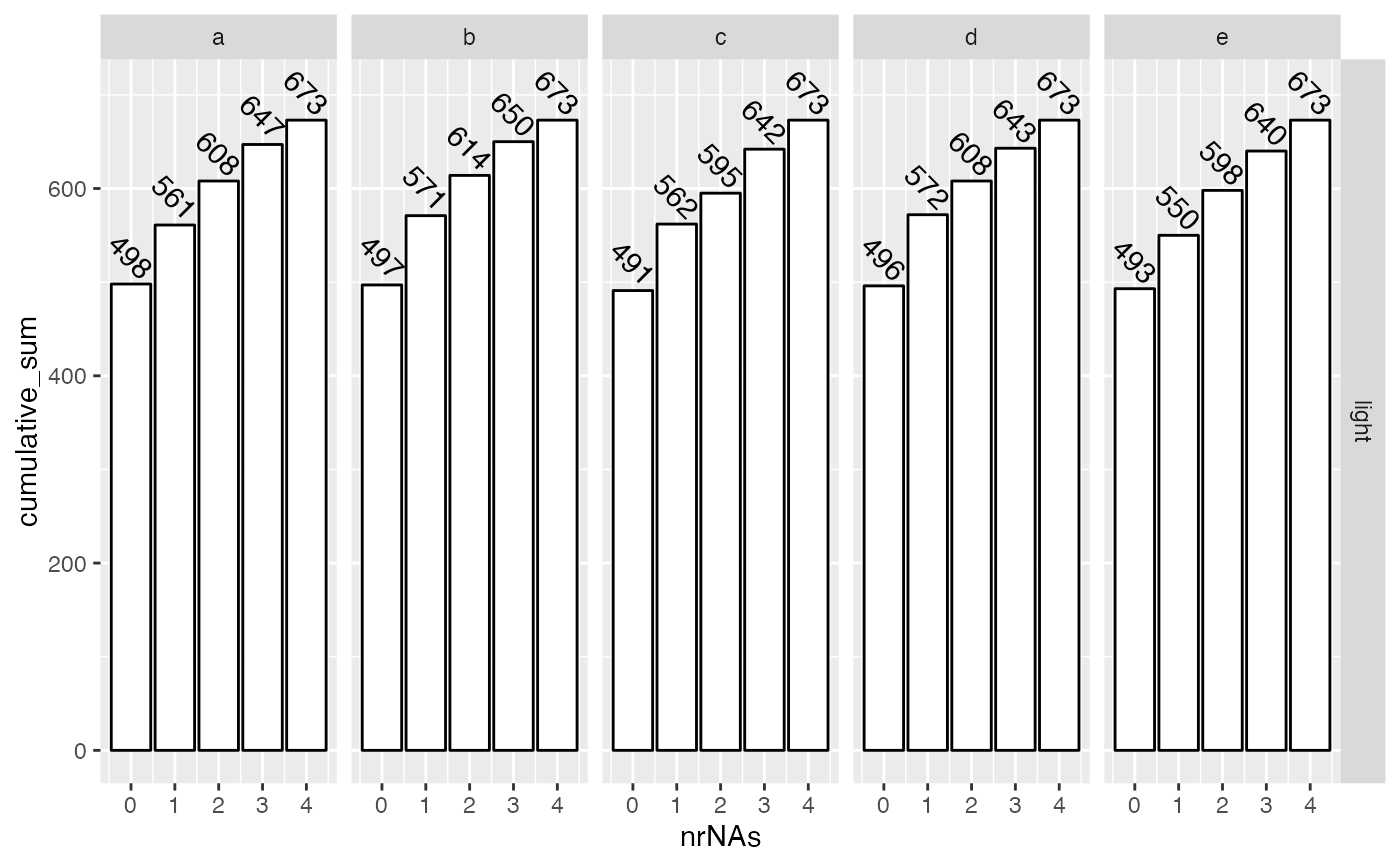 a b c d e
673 673 673 673 673
647 650 642 643 640
608 614 595 608 598
561 571 562 572 550
498 497 491 496 493
600
400
200
0
cumulative_sum
light
0 1 2 3 4 0 1 2 3 4 0 1 2 3 4 0 1 2 3 4 0 1 2 3 4
nrNAs